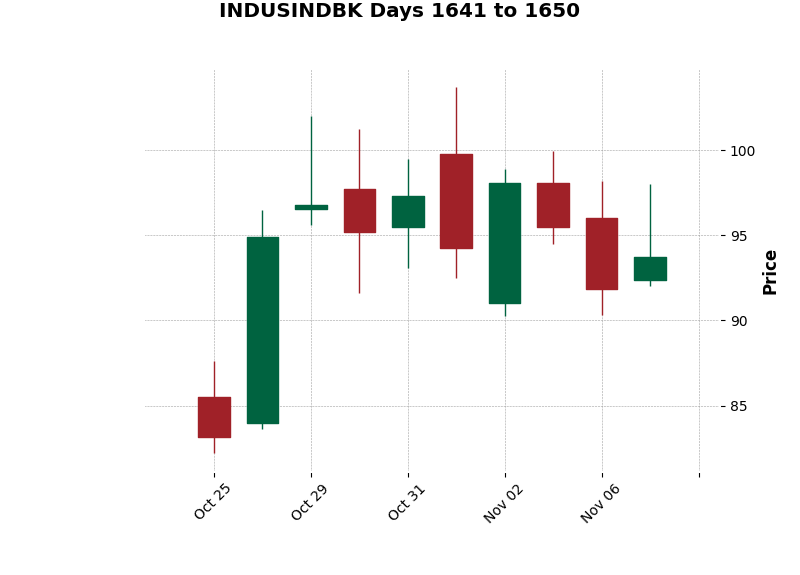 INDUSINDBK Days 1641 to 1650
100
95
90
85
Price
Oct 25
Oct 29
Oct 31
Nov 02
Nov 06